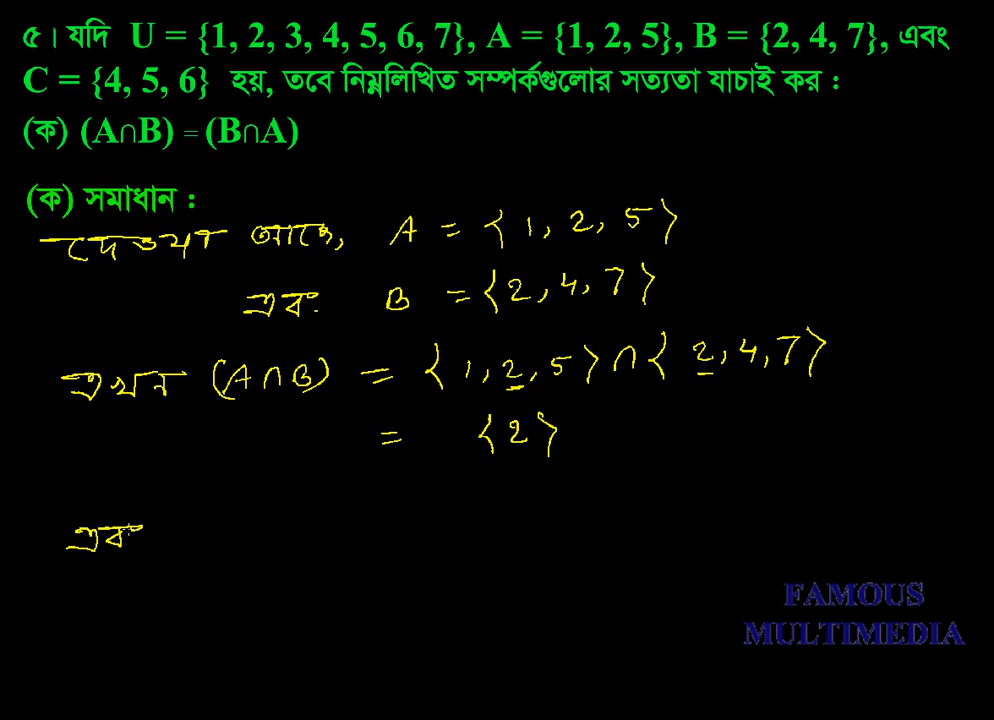 ৫। যদি U = {1, 2, 3, 4, 5, 6, 7}, A = {1, 2, 5}, B = {2, 4, 7}, এবং
C = {4, 5, 6} হয়, তবে নিম্নলিখিত সম্পর্কগুলোর সত্যতা যাচাই কর :
(ক) (A∩B) = (B∩A)
(ক) সমাধান :
দেওয়া আছে, A = {1, 2, 5}
এবং B = {2, 4, 7}
এখন (A∩B) = {1, 2, 5} ∩ {2, 4, 7}
= {2}
এবং
FAMOUS
MULTIMEDIA